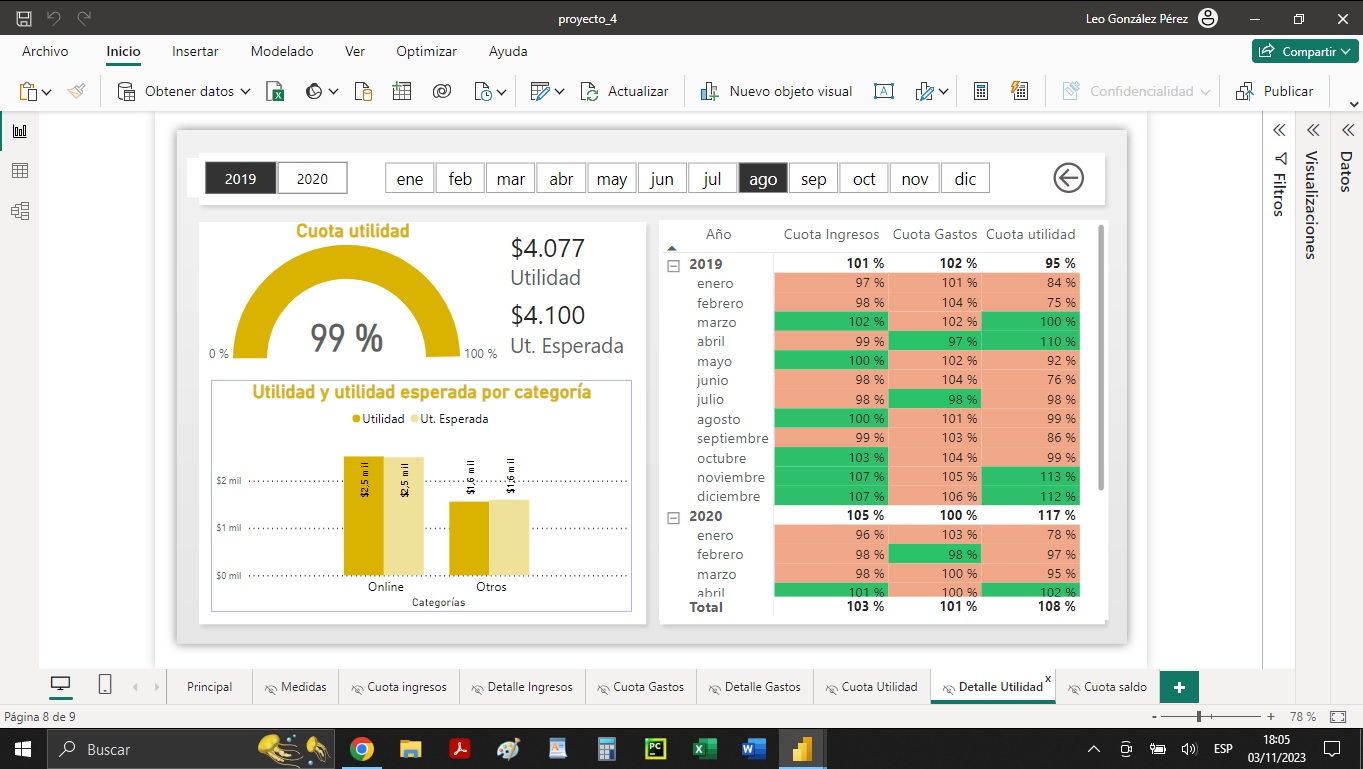 proyecto_4
Leo González Pérez
Archivo Inicio Insertar Modelado Ver Optimizar Ayuda
Compartir
Obtener datos Actualizar Nuevo objeto visual Confidencialidad Publicar
2019 2020 ene feb mar abr may jun jul ago sep oct nov dic
Cuota utilidad
99 %
0 %
100 %
$4.077
Utilidad
$4.100
Ut. Esperada
Utilidad y utilidad esperada por categoría
Utilidad Ut. Esperada
$2 mil
$1 mil
$0 mil
$2,5 mil
$2,5 mil
$1,6 mil
$1,6 mil
Online Otros
Categorías
Año Cuota Ingresos Cuota Gastos Cuota utilidad
2019 101 % 102 % 95 %
enero 97 % 101 % 84 %
febrero 98 % 104 % 75 %
marzo 102 % 102 % 100 %
abril 99 % 97 % 110 %
mayo 100 % 102 % 92 %
junio 98 % 104 % 76 %
julio 98 % 98 % 98 %
agosto 100 % 101 % 99 %
septiembre 99 % 103 % 86 %
octubre 103 % 104 % 99 %
noviembre 107 % 105 % 113 %
diciembre 107 % 106 % 112 %
2020 105 % 100 % 117 %
enero 96 % 103 % 78 %
febrero 98 % 98 % 97 %
marzo 98 % 100 % 95 %
abril 101 % 100 % 102 %
Total 103 % 101 % 108 %
Filtros
Visualizaciones
Datos
Principal Medidas Cuota ingresos Detalle Ingresos Cuota Gastos Detalle Gastos Cuota Utilidad Detalle Utilidad x Cuota saldo +
Página 8 de 9
- + 78 %
Buscar
PC
ESP
18:05
03/11/2023